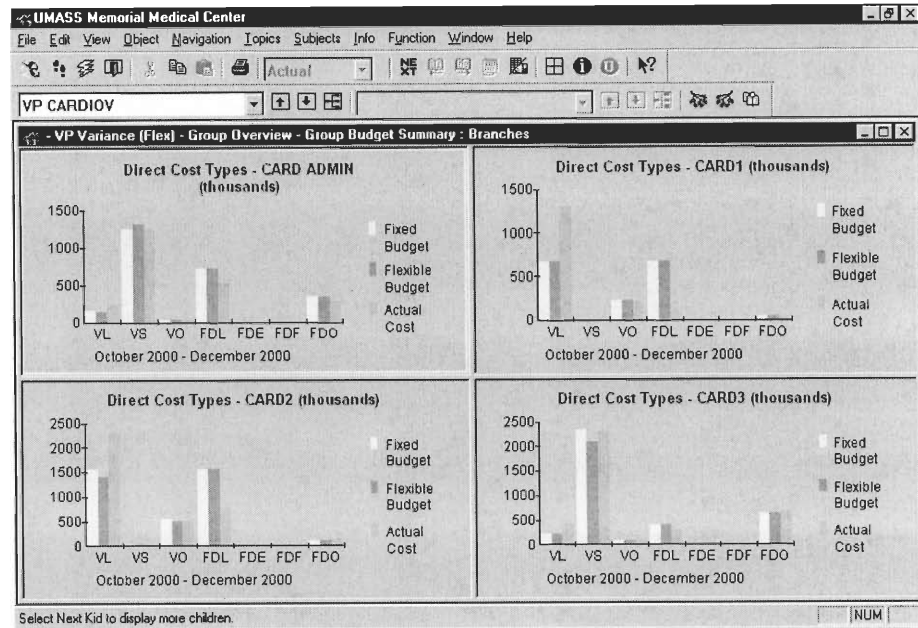 UMASS Memorial Medical Center
File Edit View Object Navigation Topics Subjects Info Function Window Help
Actual
NE
XT
VP CARDIOV
- VP Variance (Flex) - Group Overview - Group Budget Summary : Branches
Direct Cost Types - CARD ADMIN
(thousands)
1500
1000
500
0
VL VS VO FDL FDE FDF FDO
October 2000 - December 2000
Fixed
Budget
Flexible
Budget
Actual
Cost
Direct Cost Types - CARD1 (thousands)
1500
1000
500
0
VL VS VO FDL FDE FDF FDO
October 2000 - December 2000
Fixed
Budget
Flexible
Budget
Actual
Cost
Direct Cost Types - CARD2 (thousands)
2500
2000
1500
1000
500
0
VL VS VO FDL FDE FDF FDO
October 2000 - December 2000
Fixed
Budget
Flexible
Budget
Actual
Cost
Direct Cost Types - CARD3 (thousands)
2500
2000
1500
1000
500
0
VL VS VO FDL FDE FDF FDO
October 2000 - December 2000
Fixed
Budget
Flexible
Budget
Actual
Cost
Select Next Kid to display more children.
NUM